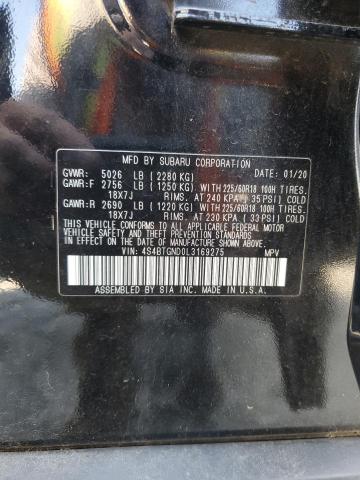 MFD BY SUBARU CORPORATION DATE: 01/20
GVWR: 5026 LB ( 2280 KG)
GAWR:F 2756 LB ( 1250 KG) WITH 225/60R18 100H TIRES.
18X7J RIMS. AT 240 KPA ( 35 PSI) COLD
GAWR:R 2690 LB ( 1220 KG) WITH 225/60R18 100H TIRES.
18X7J RIMS. AT 230 KPA ( 33 PSI) COLD
THIS VEHICLE CONFORMS TO ALL APPLICABLE FEDERAL MOTOR
VEHICLE SAFETY STANDARDS IN EFFECT ON THE DATE OF
MANUFACTURE SHOWN ABOVE.
VIN: 4S4BTGND0L3169275 MPV
ASSEMBLED BY SIA INC. MADE IN U.S.A.